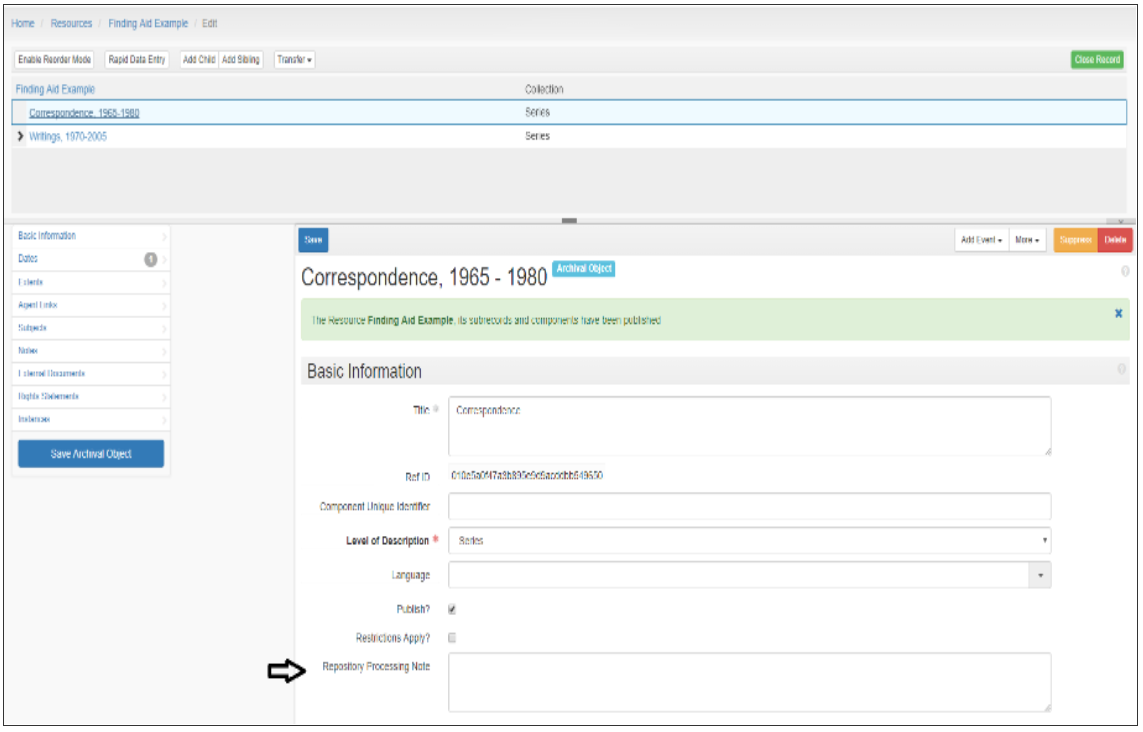 Home / Resources / Finding Aid Example / Edit
Enable Reorder Mode Rapid Data Entry Add Child Add Sibling Transfer Close Record
Finding Aid Example Collection
Correspondence, 1965-1980 Series
Writings, 1970-2005 Series
Basic Information
Dates 1
Extents
Agent Links
Subjects
Notes
External Documents
Rights Statements
Instances
Save Archival Object
Save Add Event More Suppress Delete
Correspondence, 1965 - 1980 Archival Object
The Resource Finding Aid Example, its subrecords and components have been published
Basic Information
Title * Correspondence
Ref ID
Component Unique Identifier
Level of Description * Series
Language
Publish?
Restrictions Apply?
Repository Processing Note